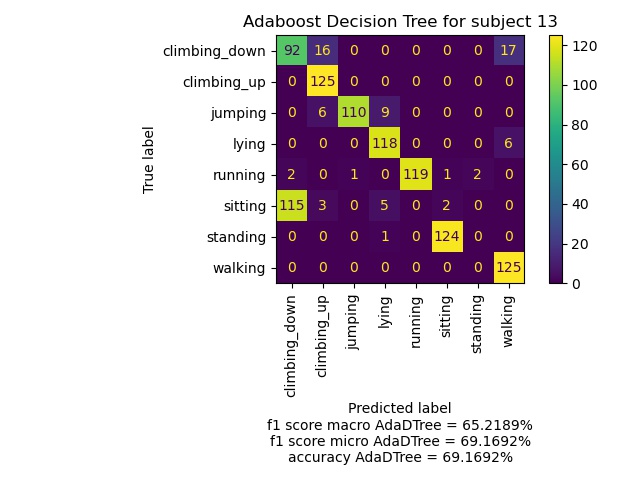 Adaboost Decision Tree for subject 13
True label
climbing_down 92 16 0 0 0 0 0 17
climbing_up 0 125 0 0 0 0 0 0
jumping 0 6 110 9 0 0 0 0
lying 0 0 0 118 0 0 0 6
running 2 0 1 0 119 1 2 0
sitting 115 3 0 5 0 2 0 0
standing 0 0 0 1 0 124 0 0
walking 0 0 0 0 0 0 0 125
climbing_down climbing_up jumping lying running sitting standing walking
120
100
80
60
40
20
0
Predicted label
f1 score macro AdaDTree = 65.2189%
f1 score micro AdaDTree = 69.1692%
accuracy AdaDTree = 69.1692%